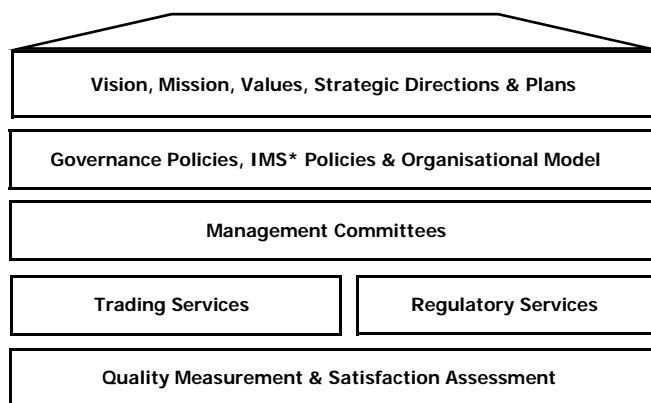 Vision, Mission, Values, Strategic Directions & Plans
Governance Policies, IMS* Policies & Organisational Model
Management Committees
Trading Services
Regulatory Services
Quality Measurement & Satisfaction Assessment